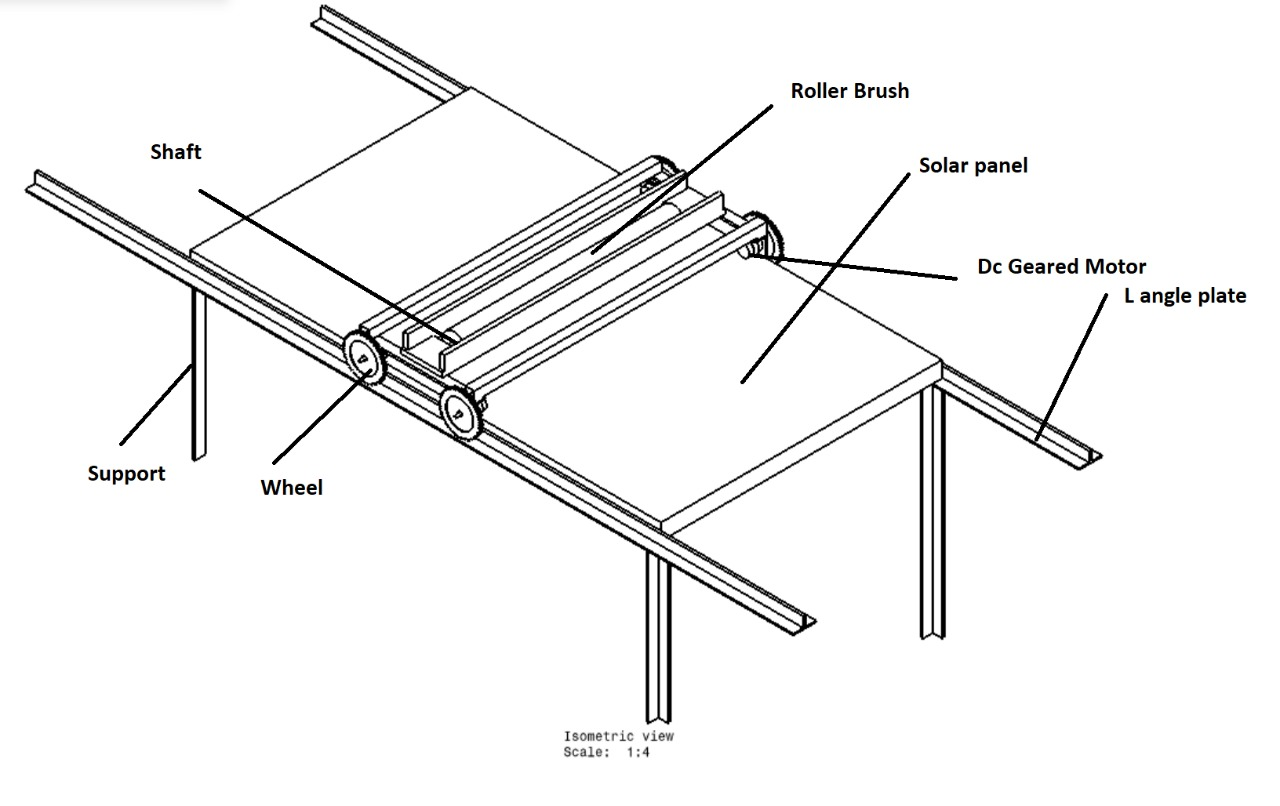 Roller Brush
Shaft
Solar panel
Dc Geared Motor
L angle plate
Support
Wheel
Isometric view
Scale: 1:4